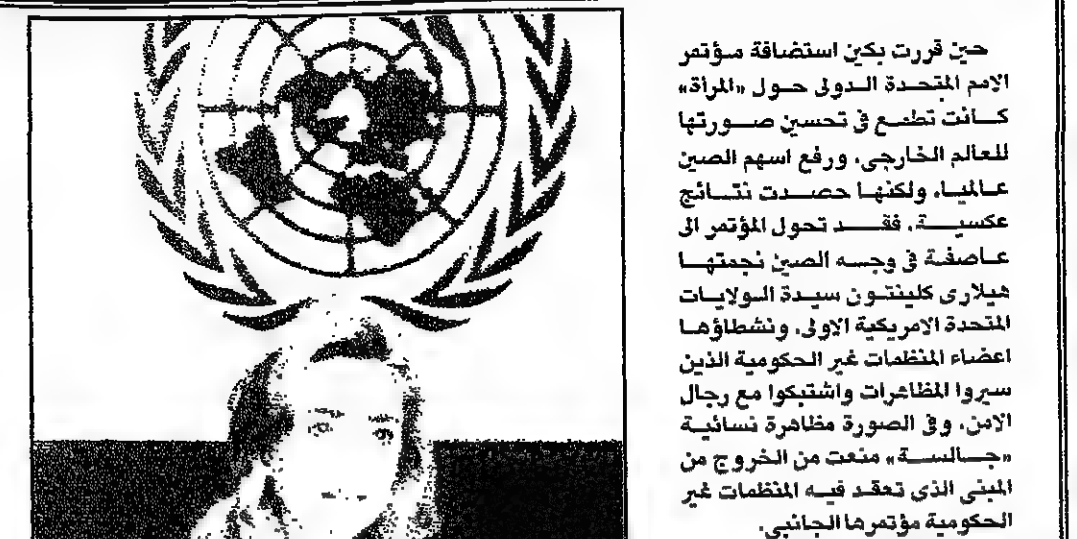 حين قررت بكين استضافة مؤتمر
الامم المتحدة الدولى حول «المرأة»
كانت تطمع في تحسين صورتها
للعالم الخارجى، ورفع اسهم الصين
عالميا، ولكنها حصدت نتائج
عكسية، فقد تحول المؤتمر الى
عاصفة في وجه الصين نجمتها
هيلارى كلينتون سيدة الولايات
المتحدة الامريكية الاولى، ونشطاؤها
اعضاء المنظمات غير الحكومية الذين
سيروا المظاهرات واشتبكوا مع رجال
الامن، وفي الصورة مظاهرة نسائية
«جالسة» منعت من الخروج من
المبنى الذى تعقد فيه المنظمات غير
الحكومية مؤتمرها الجانبى.